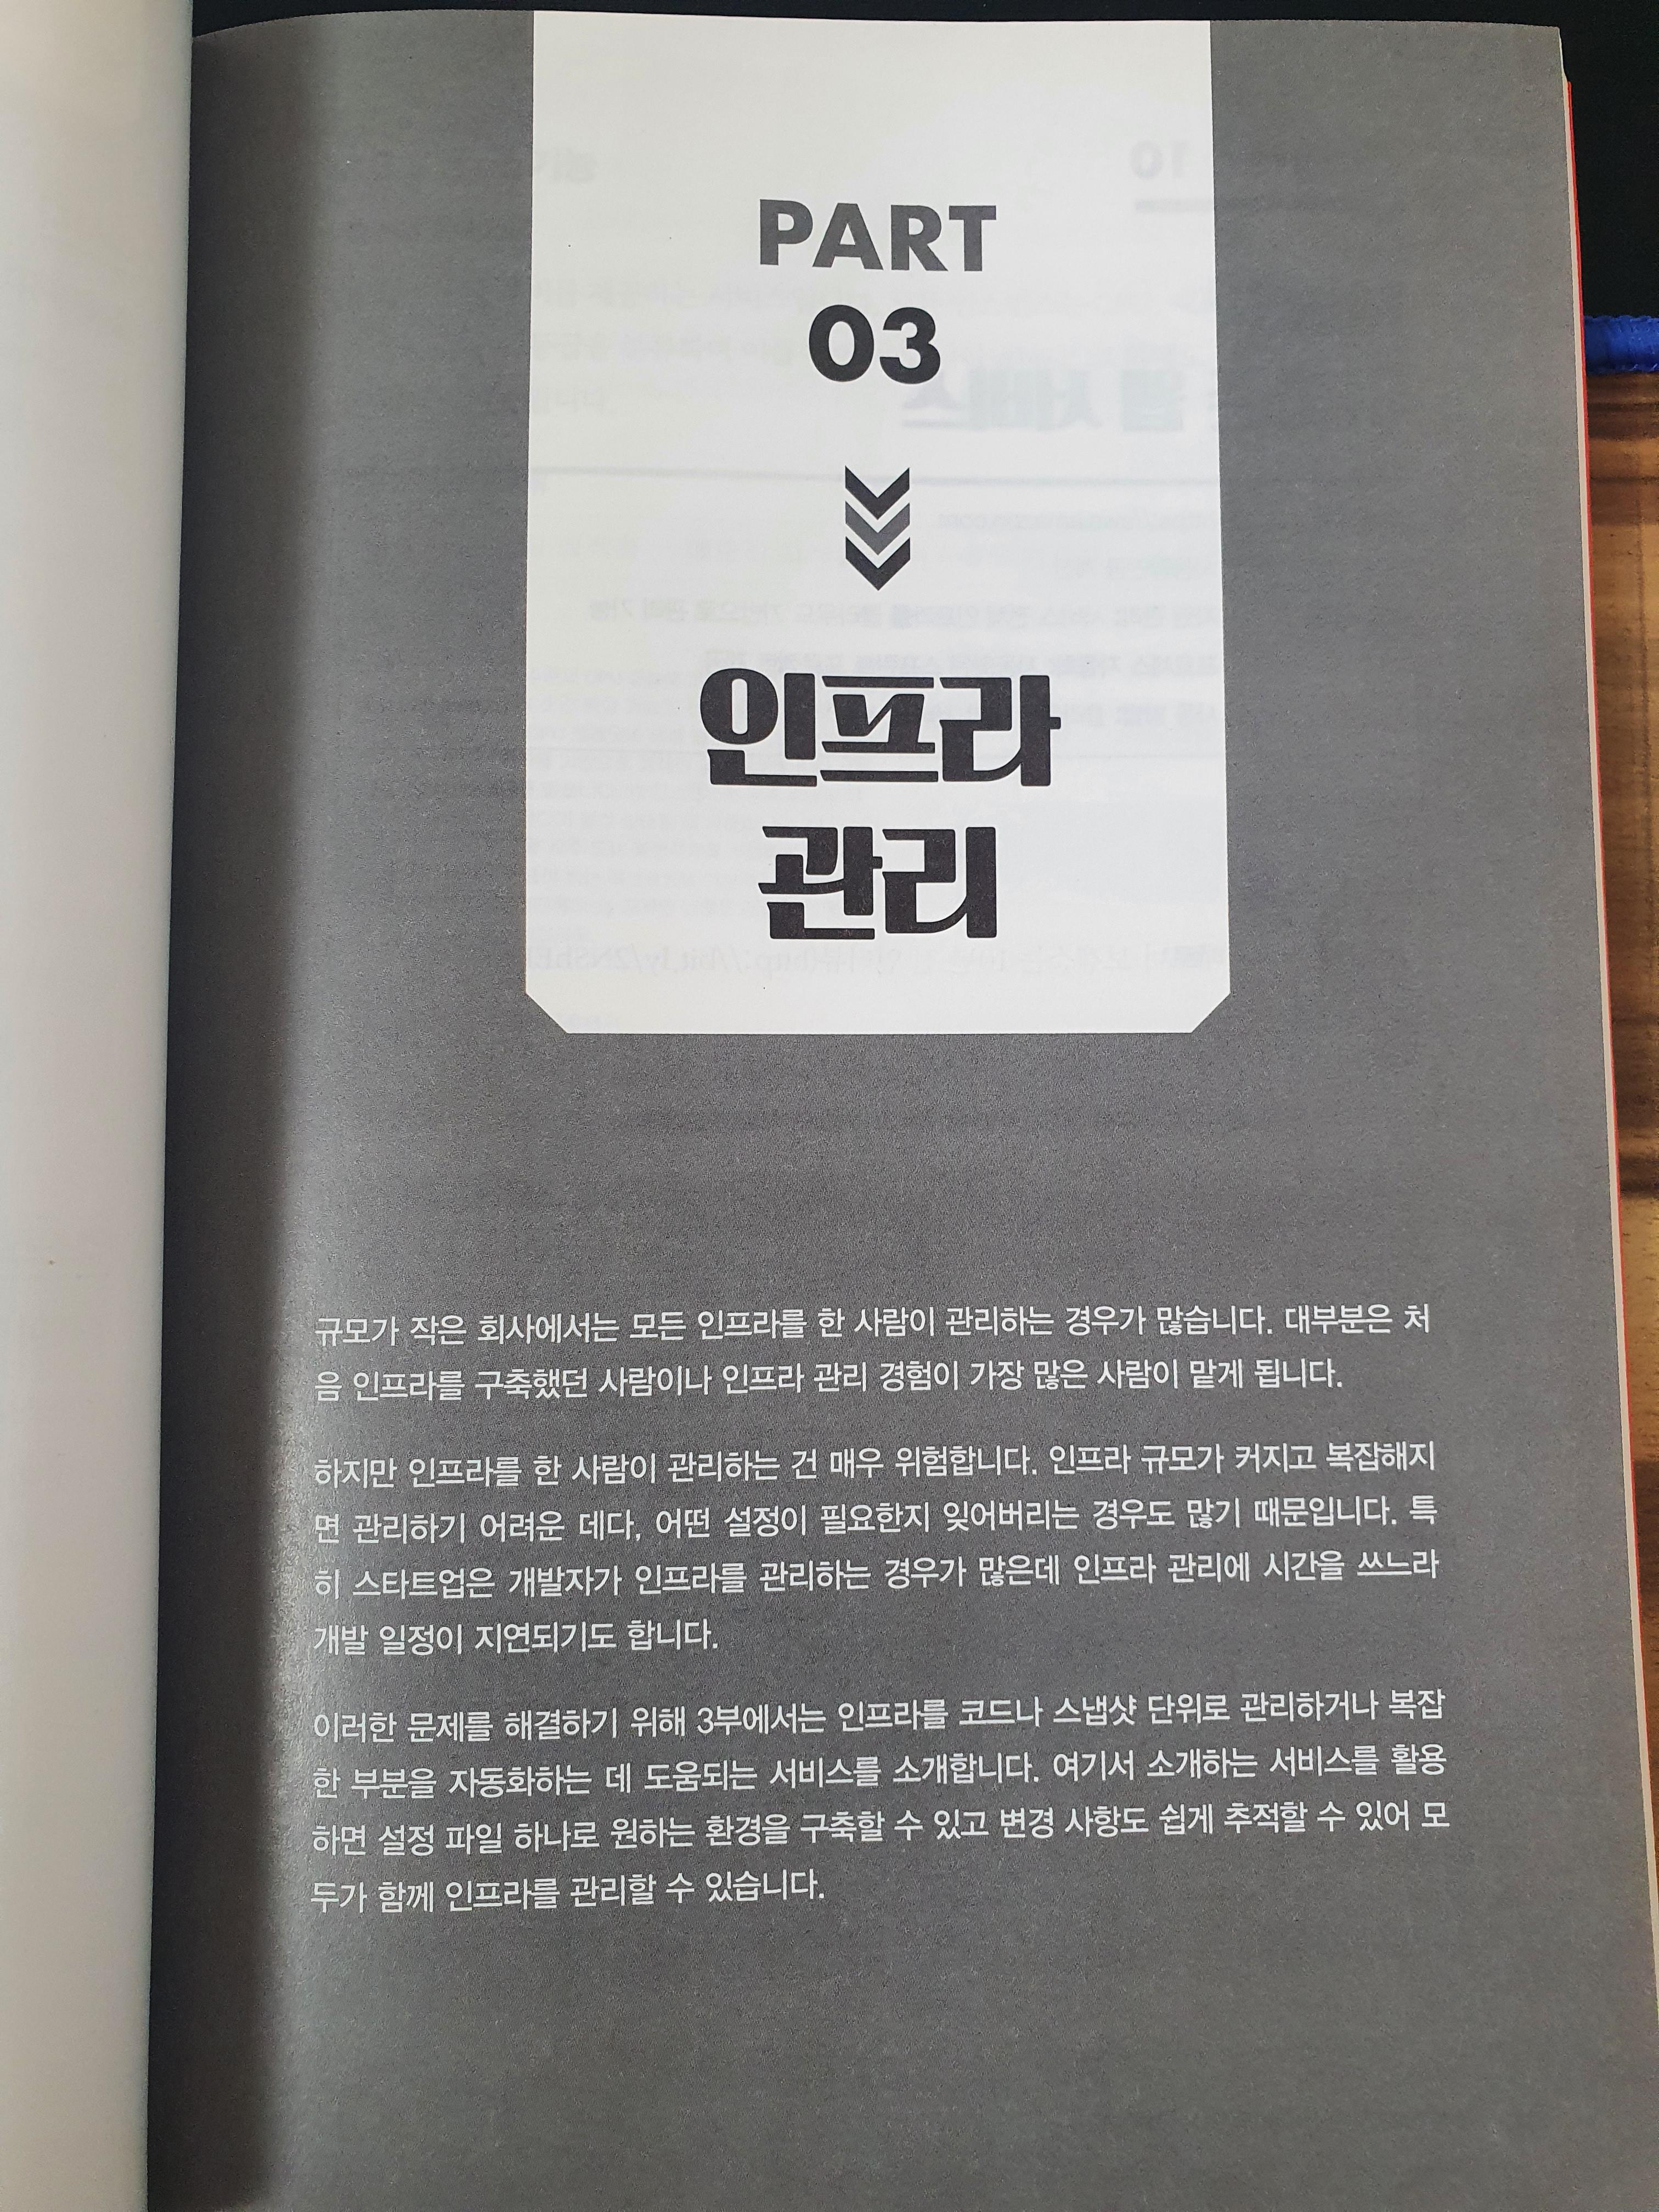 PART
03
인프라
관리
규모가 작은 회사에서는 모든 인프라를 한 사람이 관리하는 경우가 많습니다. 대부분은 처
음 인프라를 구축했던 사람이나 인프라 관리 경험이 가장 많은 사람이 맡게 됩니다.
하지만 인프라를 한 사람이 관리하는 건 매우 위험합니다. 인프라 규모가 커지고 복잡해지
면 관리하기 어려운 데다, 어떤 설정이 필요한지 잊어버리는 경우도 많기 때문입니다. 특
히 스타트업은 개발자가 인프라를 관리하는 경우가 많은데 인프라 관리에 시간을 쓰느라
개발 일정이 지연되기도 합니다.
이러한 문제를 해결하기 위해 3부에서는 인프라를 코드나 스냅샷 단위로 관리하거나 복잡
한 부분을 자동화하는 데 도움되는 서비스를 소개합니다. 여기서 소개하는 서비스를 활용
하면 설정 파일 하나로 원하는 환경을 구축할 수 있고 변경 사항도 쉽게 추적할 수 있어 모
두가 함께 인프라를 관리할 수 있습니다.